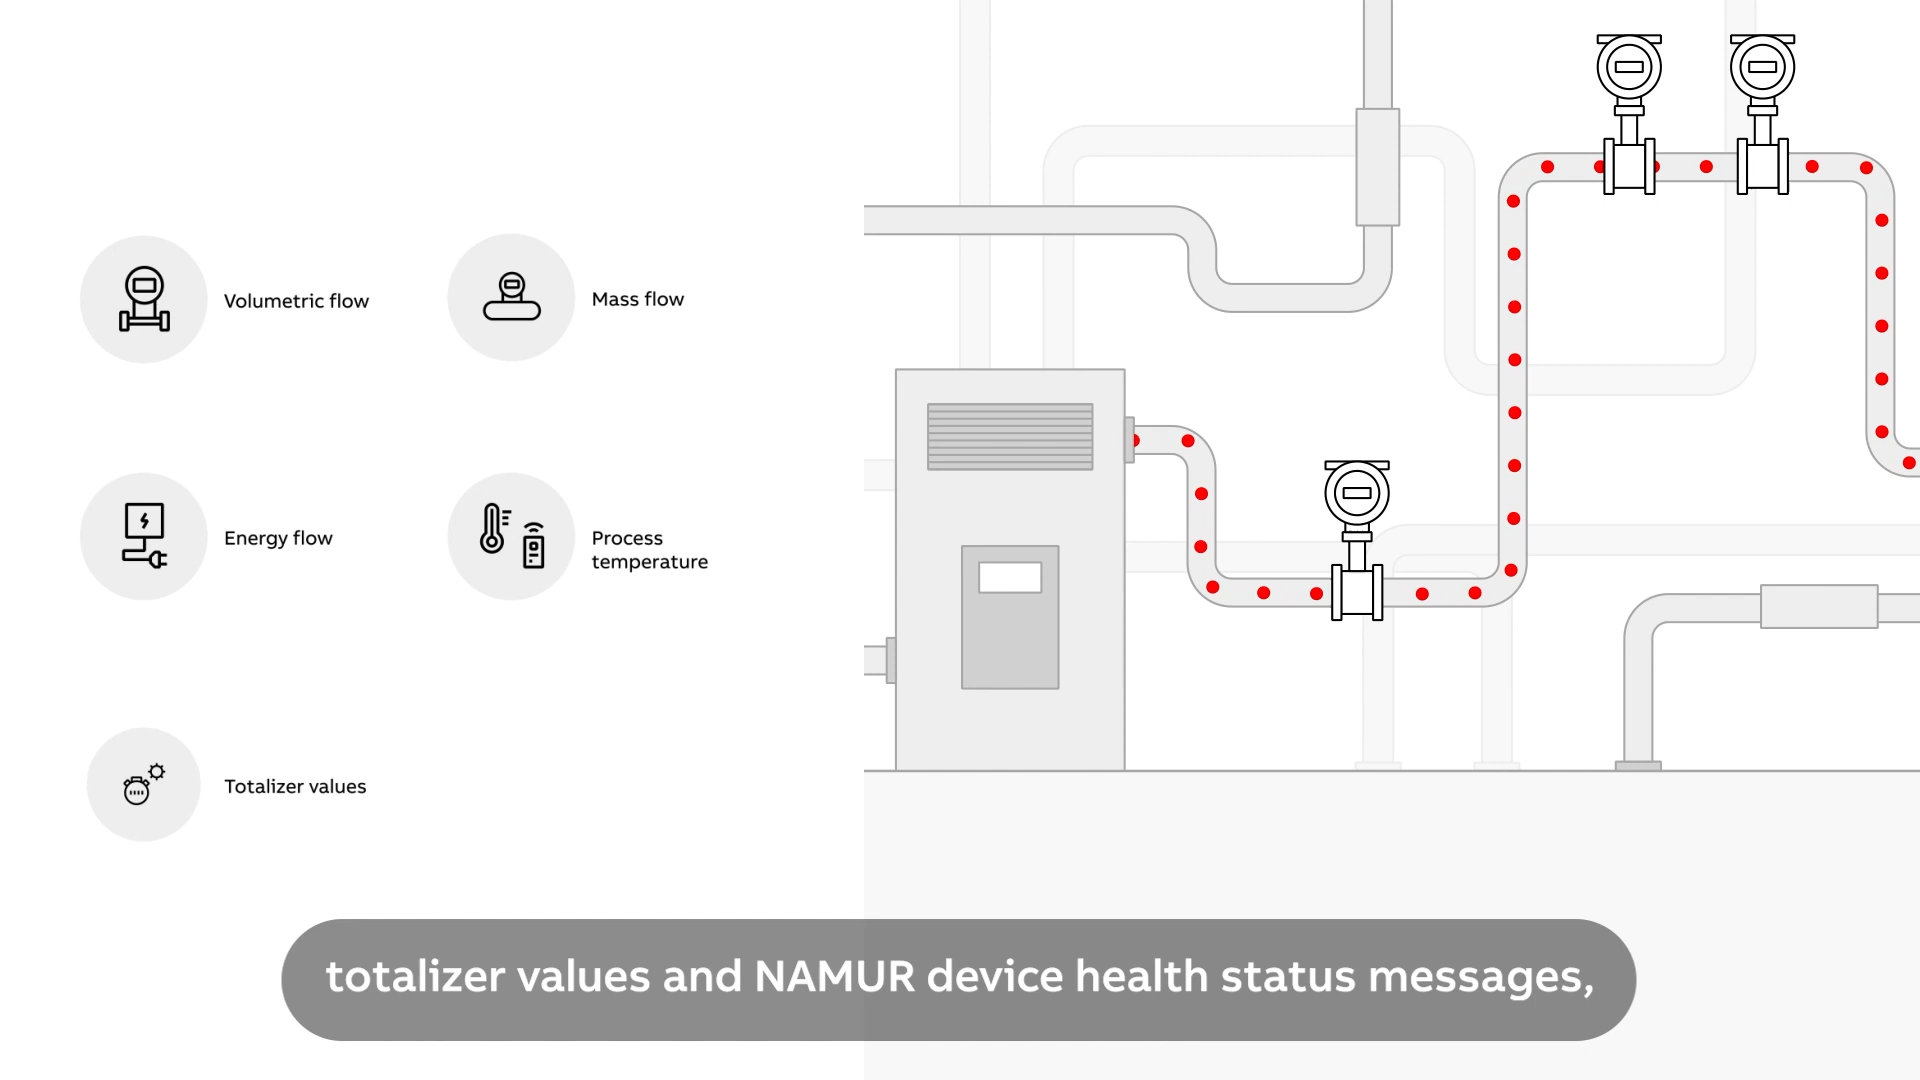 Volumetric flow
Mass flow
Energy flow
Process
temperature
Totalizer values
totalizer values and NAMUR device health status messages,